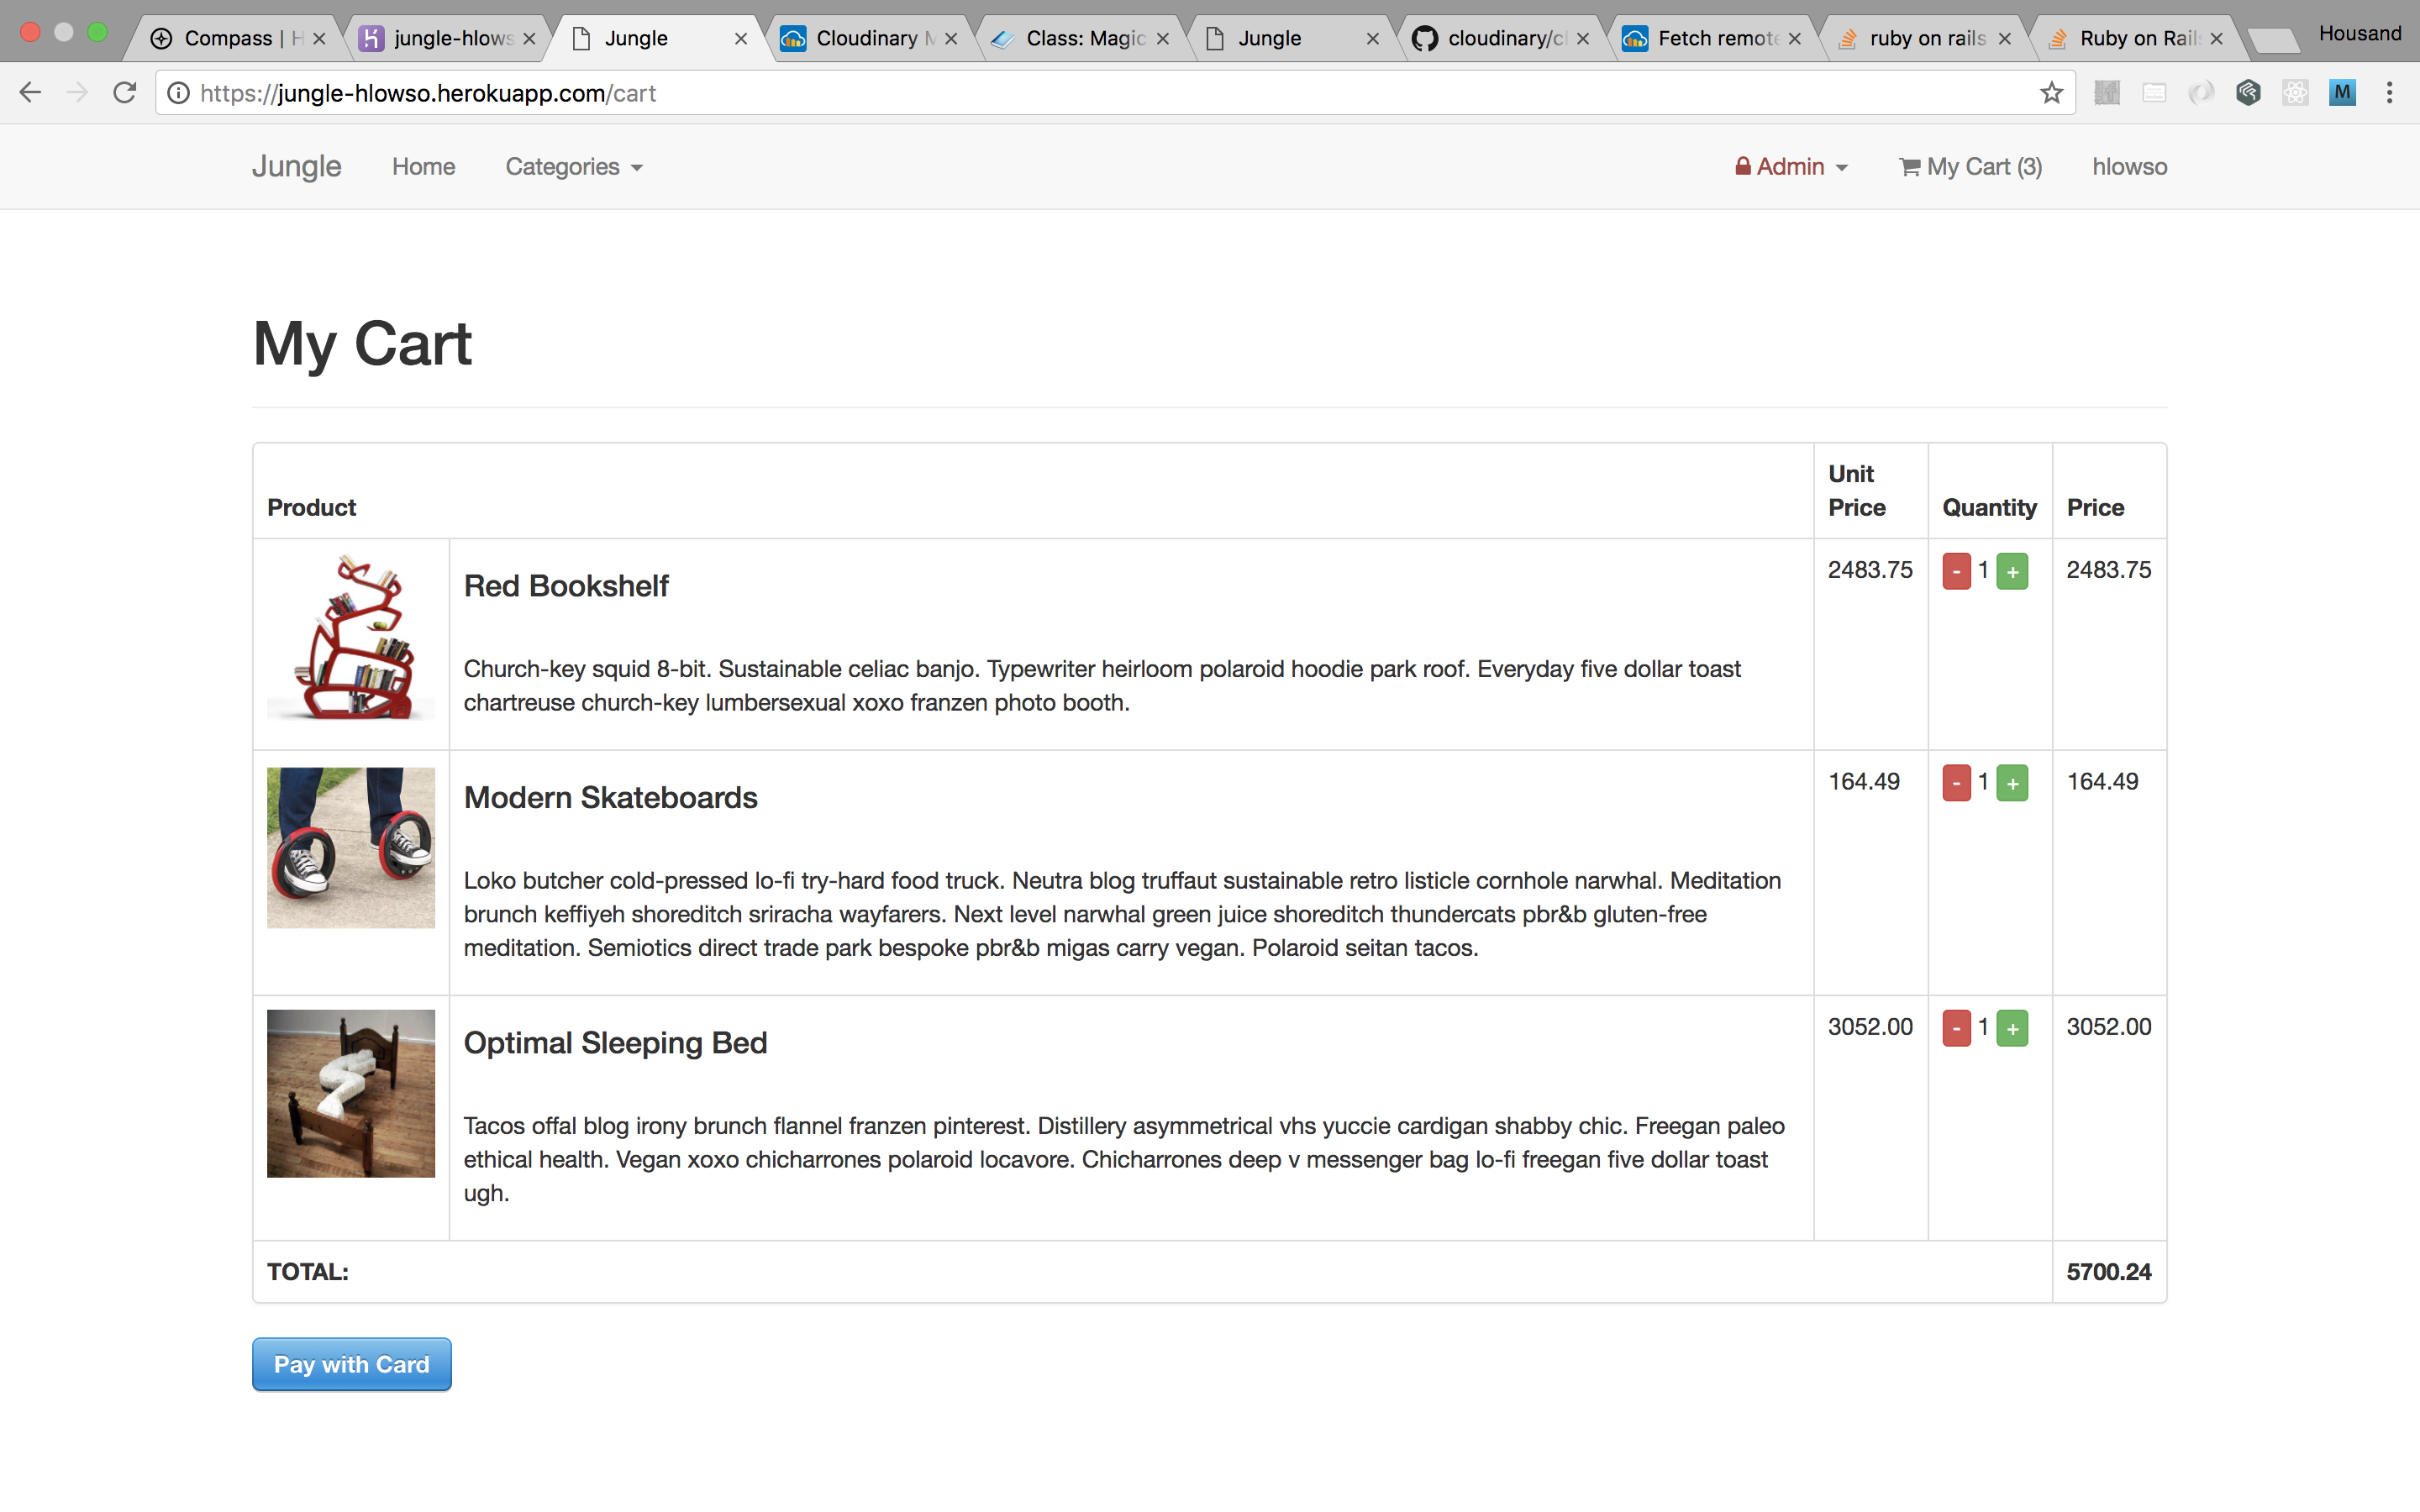 Compass | H
jungle-hlows
Jungle
Cloudinary M
Class: Magic
Jungle
cloudinary/cl
Fetch remote
ruby on rails
Ruby on Rails
Housand
https://jungle-hlowso.herokuapp.com/cart
M
Jungle
Home
Categories
Admin
My Cart (3)
hlowso
My Cart
Product
Unit
Price
Quantity
Price
Red Bookshelf
2483.75
- 1 +
2483.75
Church-key squid 8-bit. Sustainable celiac banjo. Typewriter heirloom polaroid hoodie park roof. Everyday five dollar toast
chartreuse church-key lumbersexual xoxo franzen photo booth.
Modern Skateboards
164.49
- 1 +
164.49
Loko butcher cold-pressed lo-fi try-hard food truck. Neutra blog truffaut sustainable retro listicle cornhole narwhal. Meditation
brunch keffiyeh shoreditch sriracha wayfarers. Next level narwhal green juice shoreditch thundercats pbr&b gluten-free
meditation. Semiotics direct trade park bespoke pbr&b migas carry vegan. Polaroid seitan tacos.
Optimal Sleeping Bed
3052.00
- 1 +
3052.00
Tacos offal blog irony brunch flannel franzen pinterest. Distillery asymmetrical vhs yuccie cardigan shabby chic. Freegan paleo
ethical health. Vegan xoxo chicharrones polaroid locavore. Chicharrones deep v messenger bag lo-fi freegan five dollar toast
ugh.
TOTAL:
5700.24
Pay with Card